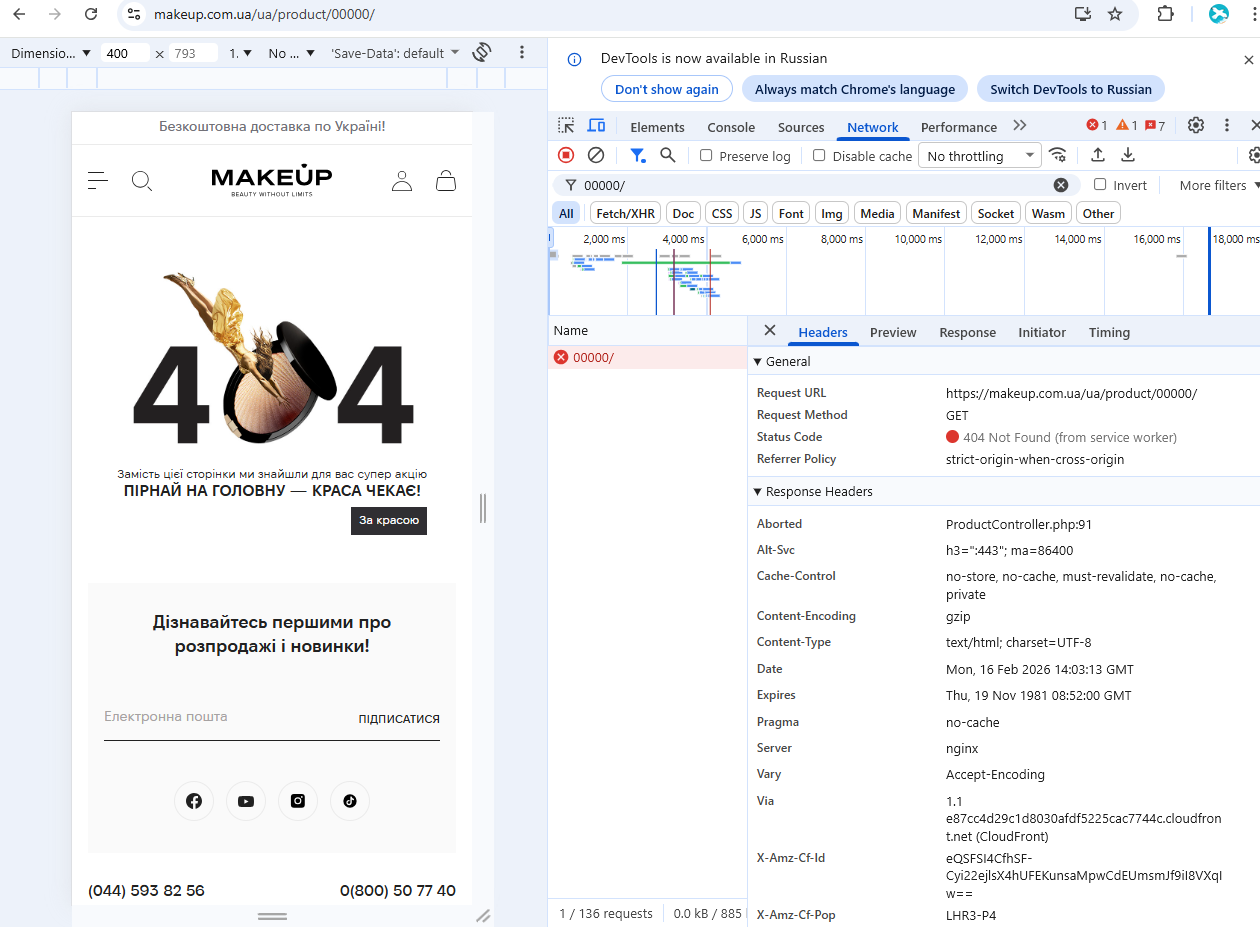 makeup.com.ua/ua/product/00000/
Dimensio... 400 × 793 1. No ... 'Save-Data': default
DevTools is now available in Russian
Don't show again Always match Chrome's language Switch DevTools to Russian
Elements Console Sources Network Performance 1 1 7
Preserve log Disable cache No throttling
00000/ Invert More filters
All Fetch/XHR Doc CSS JS Font Img Media Manifest Socket Wasm Other
2,000 ms 4,000 ms 6,000 ms 8,000 ms 10,000 ms 12,000 ms 14,000 ms 16,000 ms 18,000 ms
Name
00000/
1 / 136 requests 0.0 kB / 885
Headers Preview Response Initiator Timing
General
Request URL https://makeup.com.ua/ua/product/00000/
Request Method GET
Status Code 404 Not Found (from service worker)
Referrer Policy strict-origin-when-cross-origin
Response Headers
Aborted ProductController.php:91
Alt-Svc h3=":443"; ma=86400
Cache-Control no-store, no-cache, must-revalidate, no-cache,
private
Content-Encoding gzip
Content-Type text/html; charset=UTF-8
Date Mon, 16 Feb 2026 14:03:13 GMT
Expires Thu, 19 Nov 1981 08:52:00 GMT
Pragma no-cache
Server nginx
Vary Accept-Encoding
Via 1.1
e87cc4d29c1d8030afdf5225cac7744c.cloudfron
t.net (CloudFront)
X-Amz-Cf-Id eQSFSI4CfhSF-
Cyi22ejlsX4hUFEKunsaMpwCdEUmsmJf9iI8VXqI
w==
X-Amz-Cf-Pop LHR3-P4
Безкоштовна доставка по Україні!
MAKEUP
BEAUTY WITHOUT LIMITS
404
Замість цієї сторінки ми знайшли для вас супер акцію
ПІРНАЙ НА ГОЛОВНУ — КРАСА ЧЕКАЄ!
За красою
Дізнавайтесь першими про
розпродажі і новинки!
Електронна пошта ПІДПИСАТИСЯ
(044) 593 82 56 0(800) 50 77 40